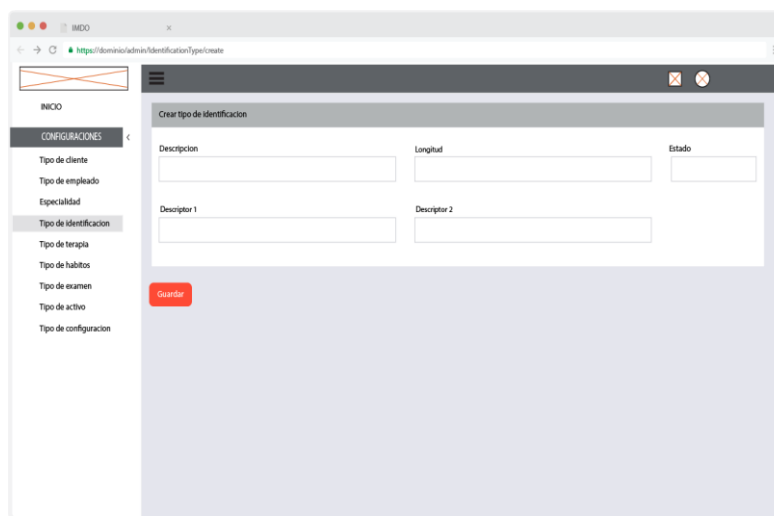 IMDO
https://dominio/admin/IdentificationType/create
INICIO
CONFIGURACIONES
Tipo de cliente
Tipo de empleado
Especialidad
Tipo de identificacion
Tipo de terapia
Tipo de habitos
Tipo de examen
Tipo de activo
Tipo de configuracion
Crear tipo de identificacion
Descripcion
Longitud
Estado
Descriptor 1
Descriptor 2
Guardar